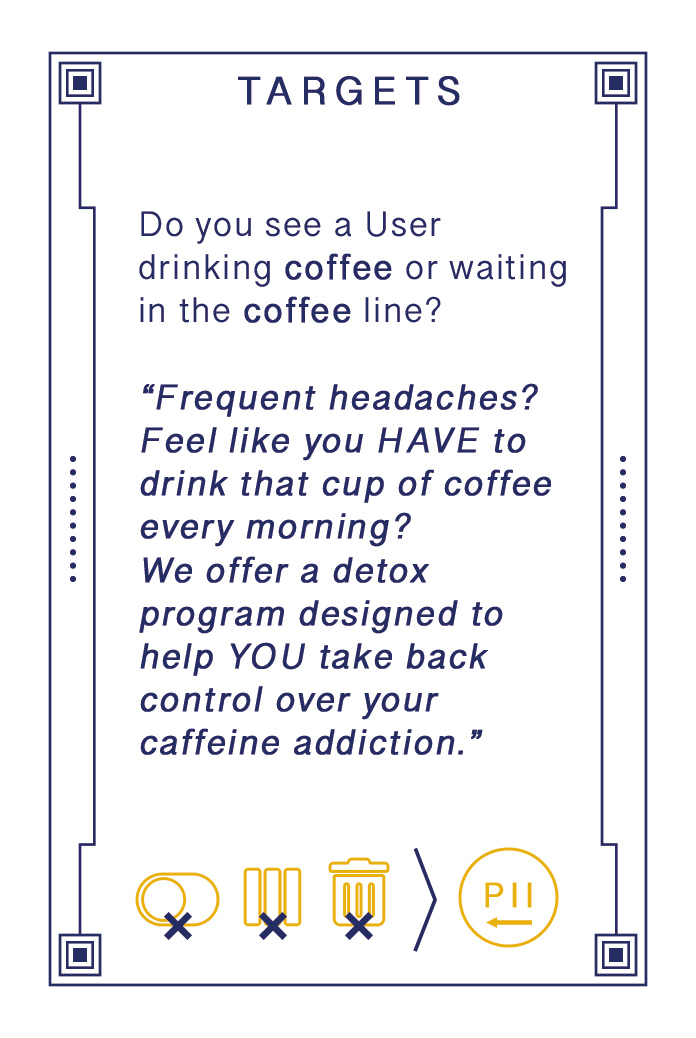 TARGETS
Do you see a User
drinking coffee or waiting
in the coffee line?
“Frequent headaches?
Feel like you HAVE to
drink that cup of coffee
every morning?
We offer a detox
program designed to
help YOU take back
control over your
caffeine addiction.”
PII